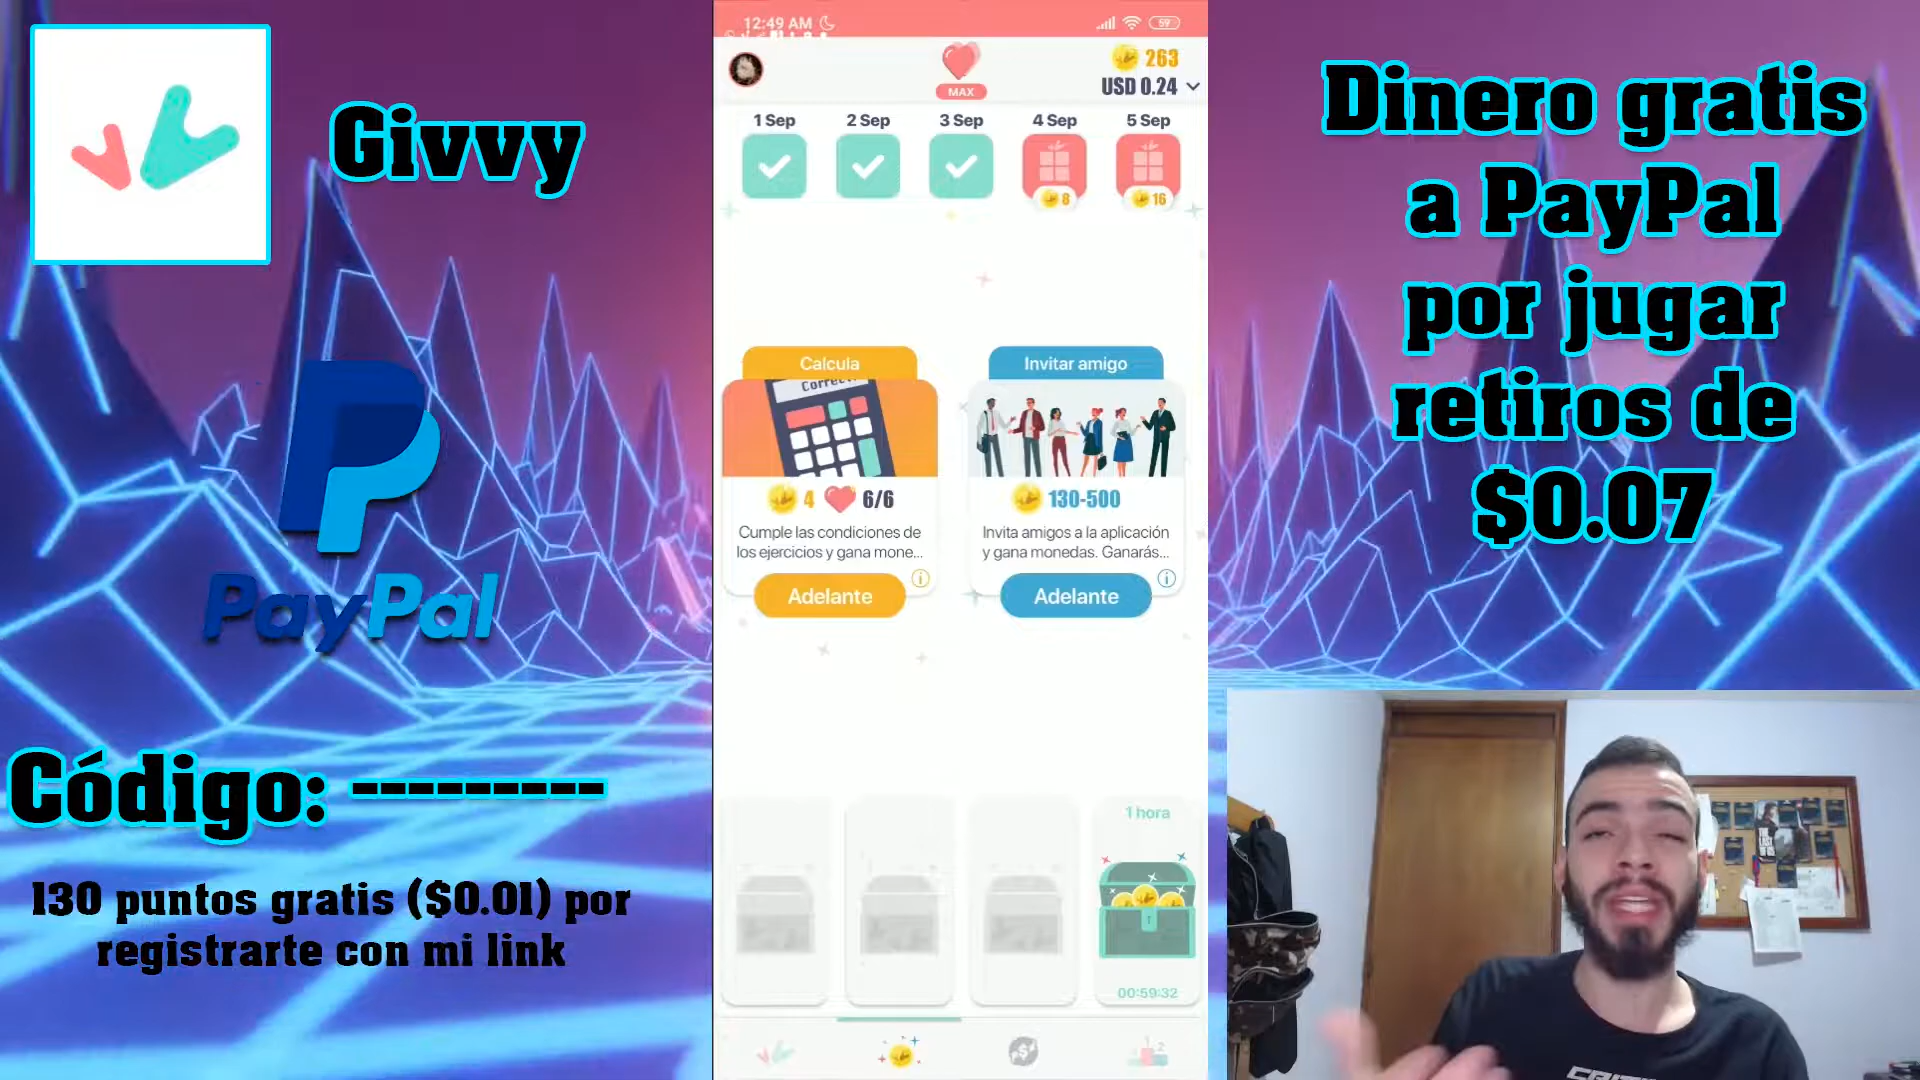 Givvy
PayPal
Código: ---------
130 puntos gratis ($0.01) por
registrarte con mi link
12:49 AM
59
263
USD 0.24
MAX
1 Sep
2 Sep
3 Sep
4 Sep
5 Sep
8
16
Calcula
Correct
4
6/6
Cumple las condiciones de
los ejercicios y gana mone...
Adelante
Invitar amigo
130-500
Invita amigos a la aplicación
y gana monedas. Ganarás...
Adelante
1 hora
00:59:32
Dinero gratis
a PayPal
por jugar
retiros de
$0.07